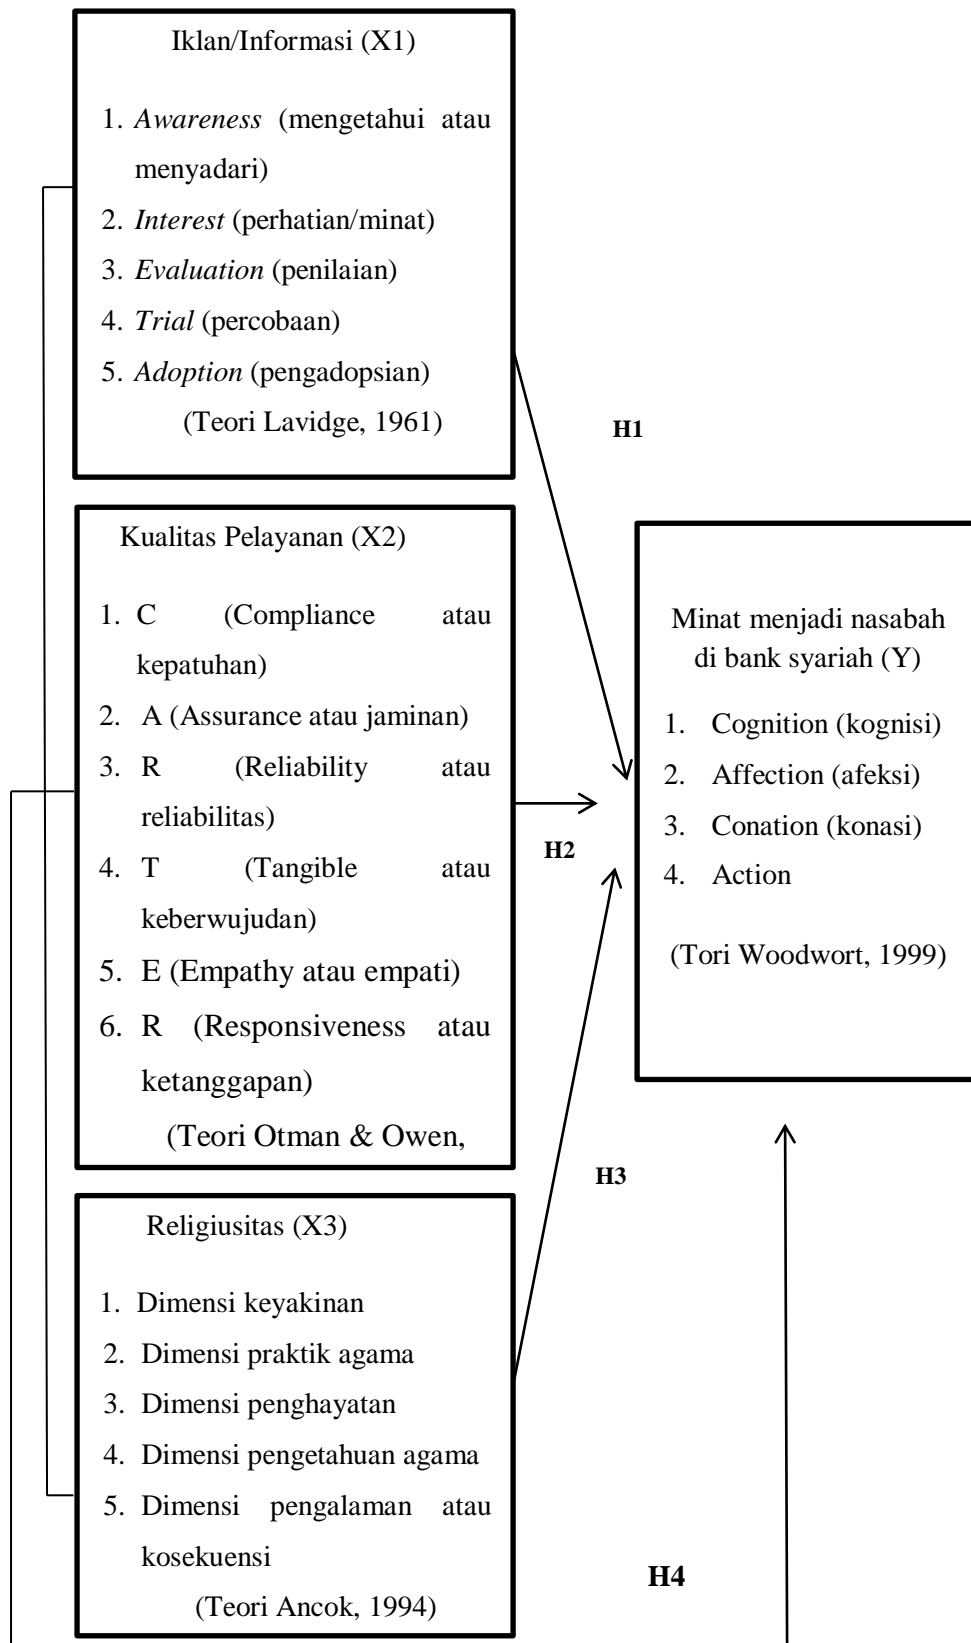 Iklan/Informasi (X1)
1. Awareness (mengetahui atau
menyadari)
2. Interest (perhatian/minat)
3. Evaluation (penilaian)
4. Trial (percobaan)
5. Adoption (pengadopsian)
(Teori Lavidge, 1961)
H1
Kualitas Pelayanan (X2)
1. C (Compliance atau
kepatuhan)
2. A (Assurance atau jaminan)
3. R (Reliability atau
reliabilitas)
4. T (Tangible atau
keberwujudan)
5. E (Empathy atau empati)
6. R (Responsiveness atau
ketanggapan)
(Teori Otman & Owen,
H2
Minat menjadi nasabah
di bank syariah (Y)
1. Cognition (kognisi)
2. Affection (afeksi)
3. Conation (konasi)
4. Action
(Tori Woodwort, 1999)
H3
Religiusitas (X3)
1. Dimensi keyakinan
2. Dimensi praktik agama
3. Dimensi penghayatan
4. Dimensi pengetahuan agama
5. Dimensi pengalaman atau
kosekuensi
(Teori Ancok, 1994)
H4